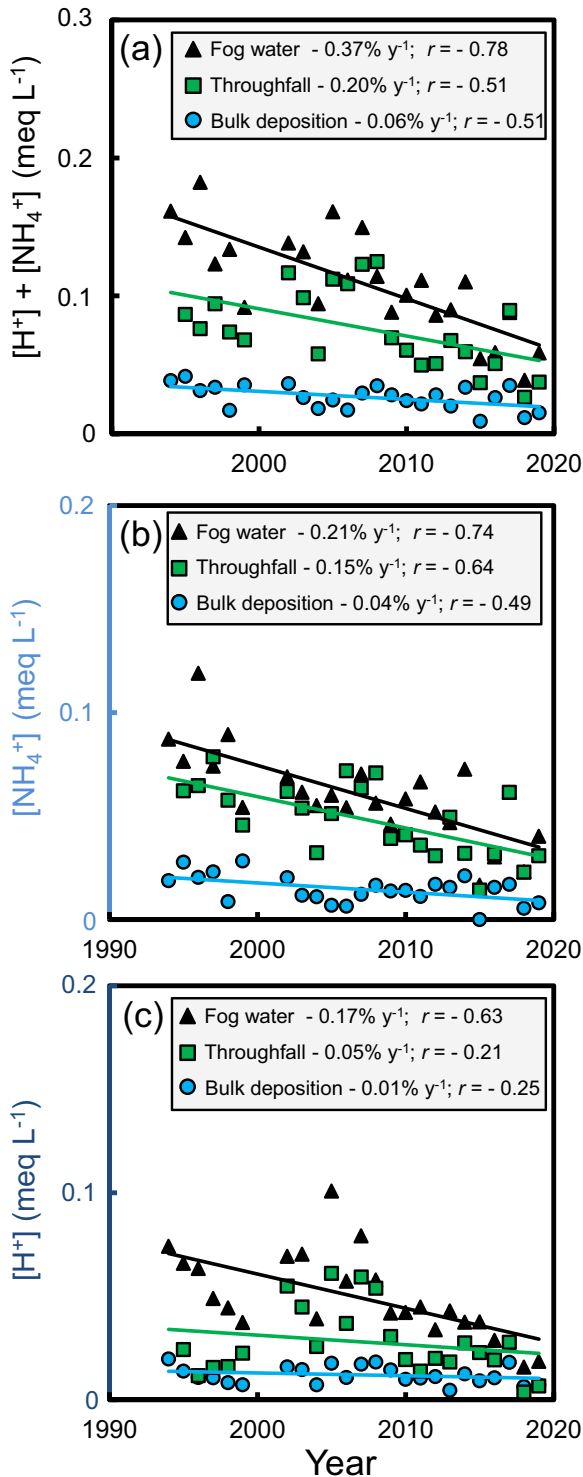 (a)
Fog water - 0.37% y⁻¹; r = - 0.78
Throughfall - 0.20% y⁻¹; r = - 0.51
Bulk deposition - 0.06% y⁻¹; r = - 0.51
[H⁺] + [NH₄⁺] (meq L⁻¹)
0.3
0.2
0.1
0
2000 2010 2020
(b)
Fog water - 0.21% y⁻¹; r = - 0.74
Throughfall - 0.15% y⁻¹; r = - 0.64
Bulk deposition - 0.04% y⁻¹; r = - 0.49
[NH₄⁺] (meq L⁻¹)
0.2
0.1
0
1990 2000 2010 2020
(c)
Fog water - 0.17% y⁻¹; r = - 0.63
Throughfall - 0.05% y⁻¹; r = - 0.21
Bulk deposition - 0.01% y⁻¹; r = - 0.25
[H⁺] (meq L⁻¹)
0.2
0.1
0
1990 2000 2010 2020
Year